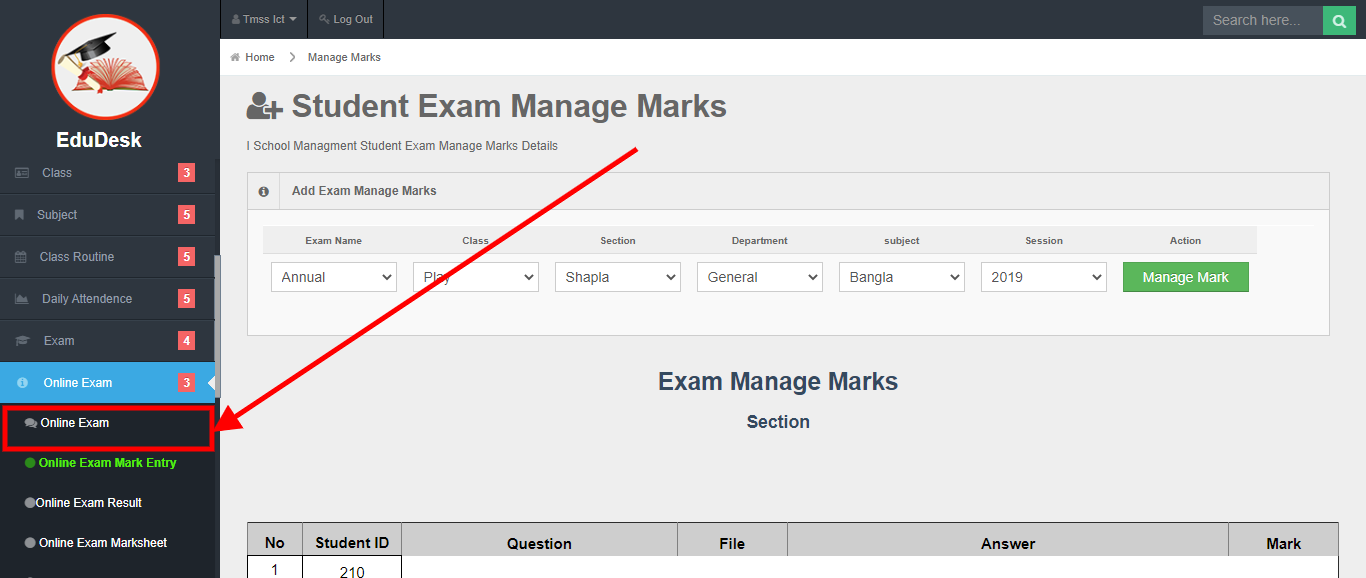 Tmss Ict
Log Out
Search here...
EduDesk
Class 3
Subject 5
Class Routine 5
Daily Attendence 5
Exam 4
Online Exam 3
Online Exam
Online Exam Mark Entry
Online Exam Result
Online Exam Marksheet
Home > Manage Marks
Student Exam Manage Marks
I School Managment Student Exam Manage Marks Details
Add Exam Manage Marks
Exam Name Class Section Department subject Session Action
Annual Play Shapla General Bangla 2019 Manage Mark
Exam Manage Marks
Section
No Student ID Question File Answer Mark
1 210